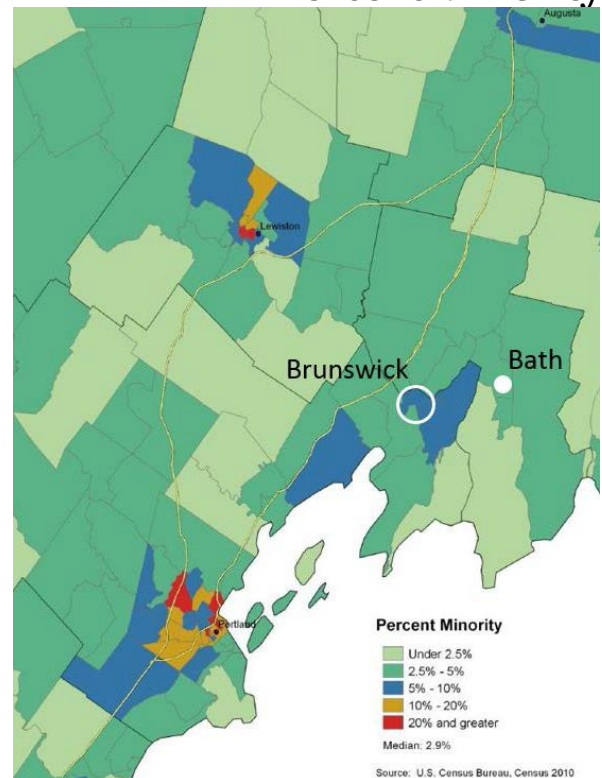 Augusta
Lewiston
Brunswick
Bath
Portland
Percent Minority
Under 2.5%
2.5% - 5%
5% - 10%
10% - 20%
20% and greater
Median: 2.9%
Source: U.S. Census Bureau, Census 2010